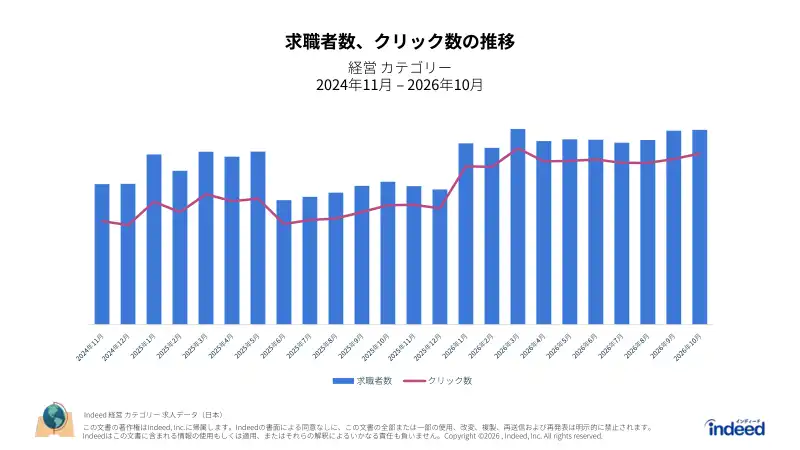 求職者数、クリック数の推移
経営 カテゴリー
2024年11月 – 2026年10月
2024年11月
2024年12月
2025年1月
2025年2月
2025年3月
2025年4月
2025年5月
2025年6月
2025年7月
2025年8月
2025年9月
2025年10月
2025年11月
2025年12月
2026年1月
2026年2月
2026年3月
2026年4月
2026年5月
2026年6月
2026年7月
2026年8月
2026年9月
2026年10月
求職者数 クリック数
Indeed 経営 カテゴリー 求人データ（日本）
この文書の著作権はIndeed, Inc.に帰属します。Indeedの書面による同意なしに、この文書の全部または一部の使用、改変、複製、再送信および再発表は明示的に禁止されます。
Indeedはこの文書に含まれる情報の使用もしくは適用、またはそれらの解釈によるいかなる責任も負いません。Copyright ©2026 , Indeed, Inc. All rights reserved.
インディード
indeed